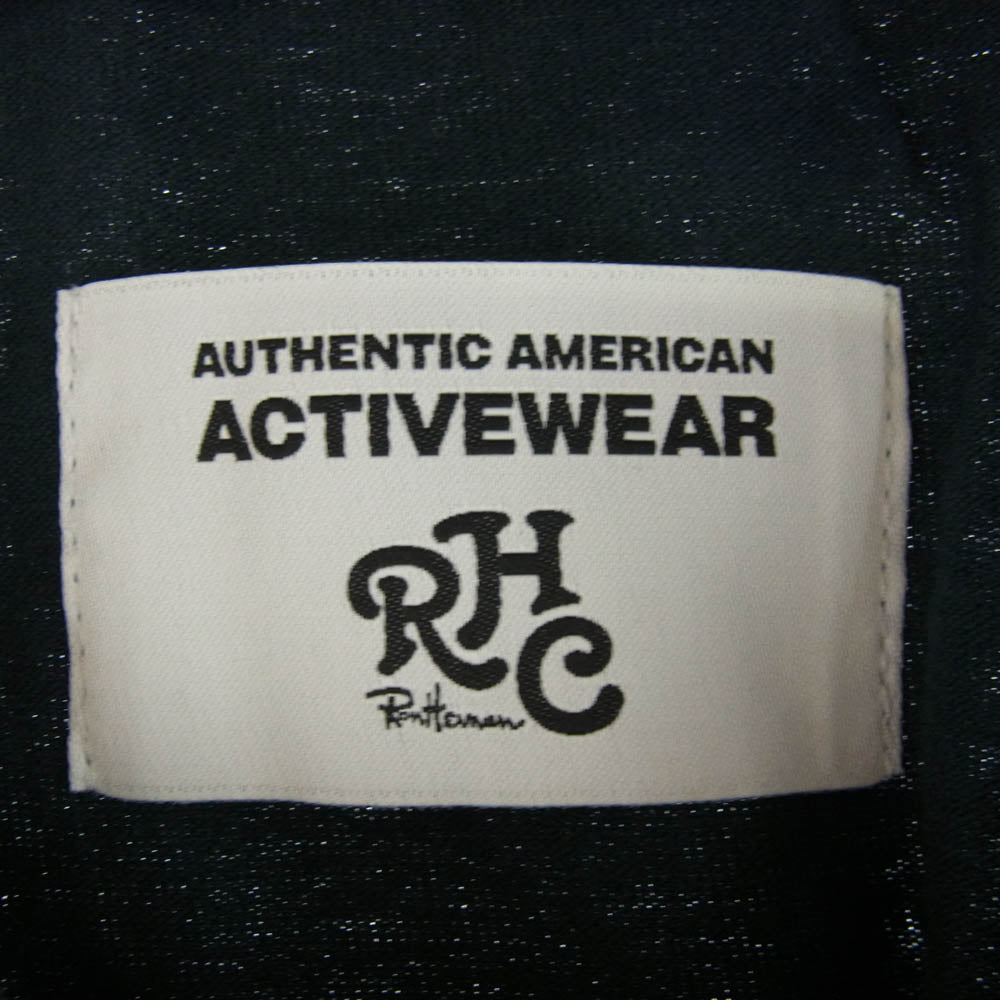 AUTHENTIC AMERICAN
ACTIVEWEAR
RHC
Ron Herman